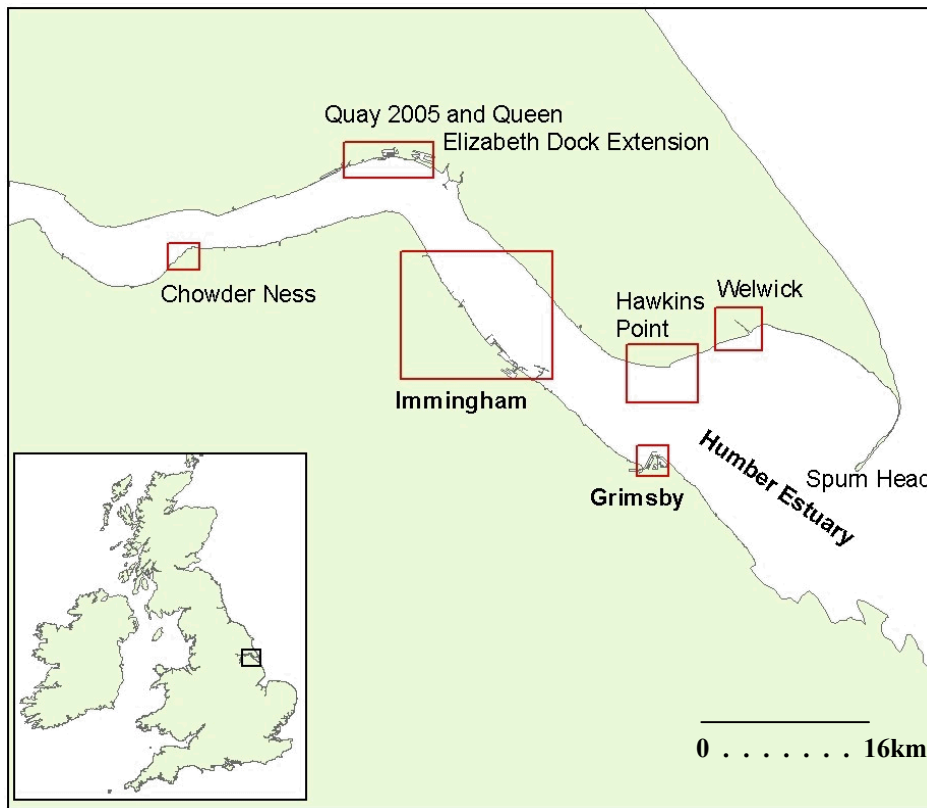 Quay 2005 and Queen
Elizabeth Dock Extension
Chowder Ness
Hawkins
Point
Welwick
Immingham
Grimsby
Humber Estuary
Spurn Head
0 . . . . . . . 16km